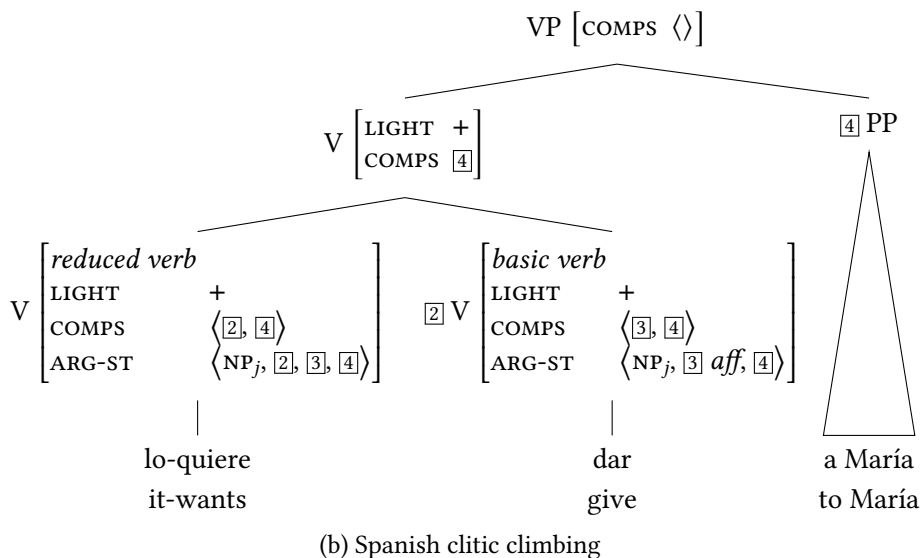 VP [COMPS ⟨⟩]
V [LIGHT +
COMPS 4]
4 PP
V [reduced verb
LIGHT +
COMPS ⟨2, 4⟩
ARG-ST ⟨NPj, 2, 3, 4⟩]
2 V [basic verb
LIGHT +
COMPS ⟨3, 4⟩
ARG-ST ⟨NPj, 3 aff, 4⟩]
lo-quiere dar a María
it-wants give to María
(b) Spanish clitic climbing